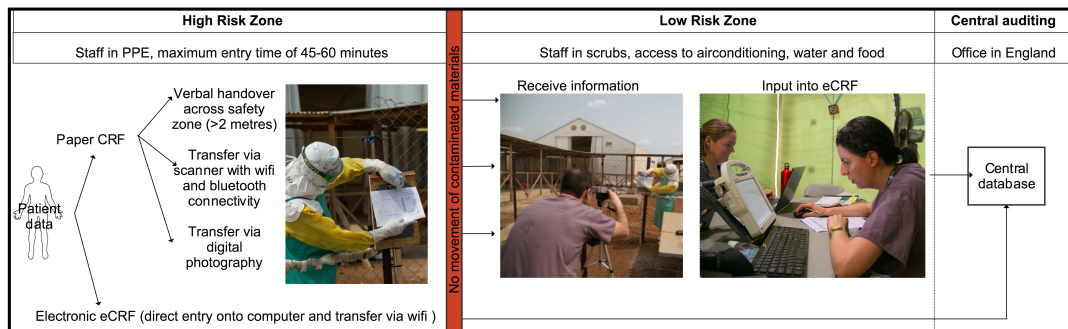 High Risk Zone
Low Risk Zone
Central auditing
Staff in PPE, maximum entry time of 45-60 minutes
Staff in scrubs, access to airconditioning, water and food
Office in England
Patient
data
Paper CRF
Verbal handover
across safety
zone (>2 metres)
Transfer via
scanner with wifi
and bluetooth
connectivity
Transfer via
digital
photography
Electronic eCRF (direct entry onto computer and transfer via wifi )
No movement of contaminated materials
Receive information
Input into eCRF
Central
database